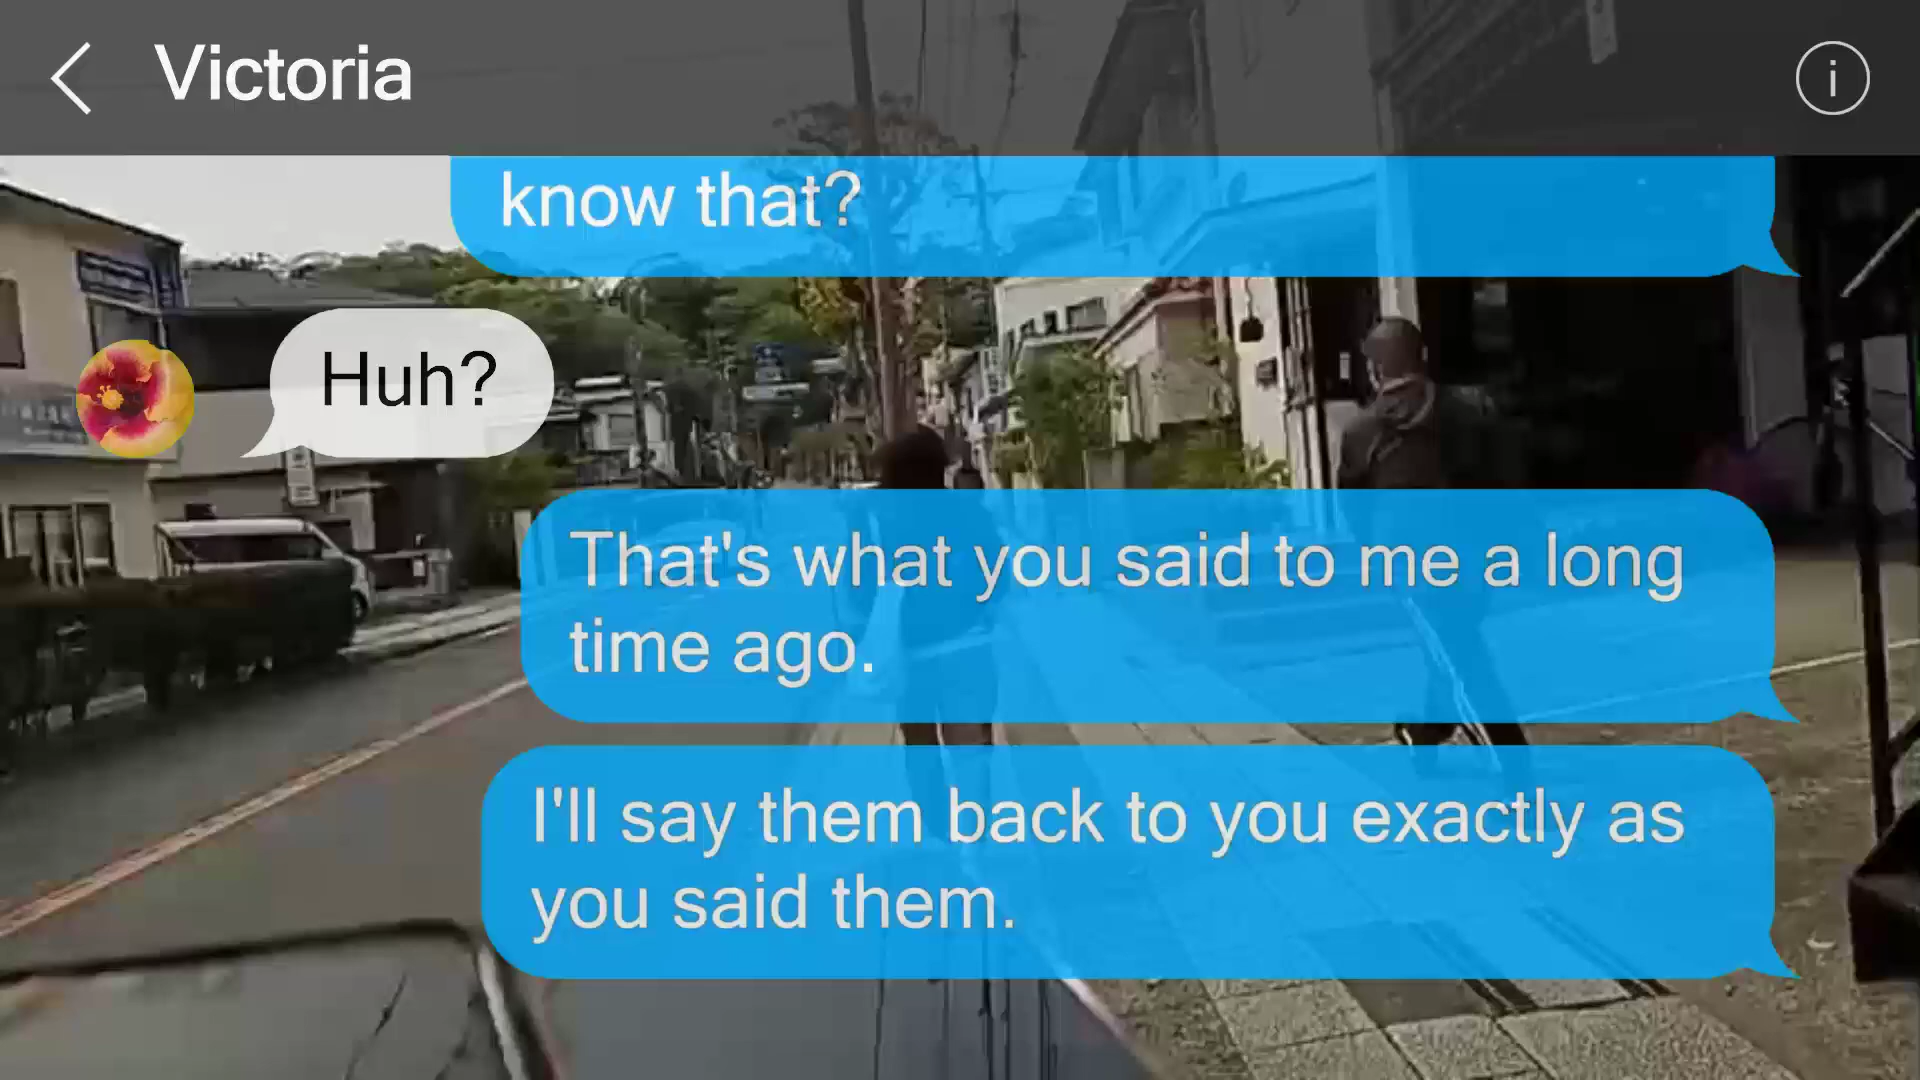 Victoria
know that?
Huh?
That's what you said to me a long
time ago.
I'll say them back to you exactly as
you said them.